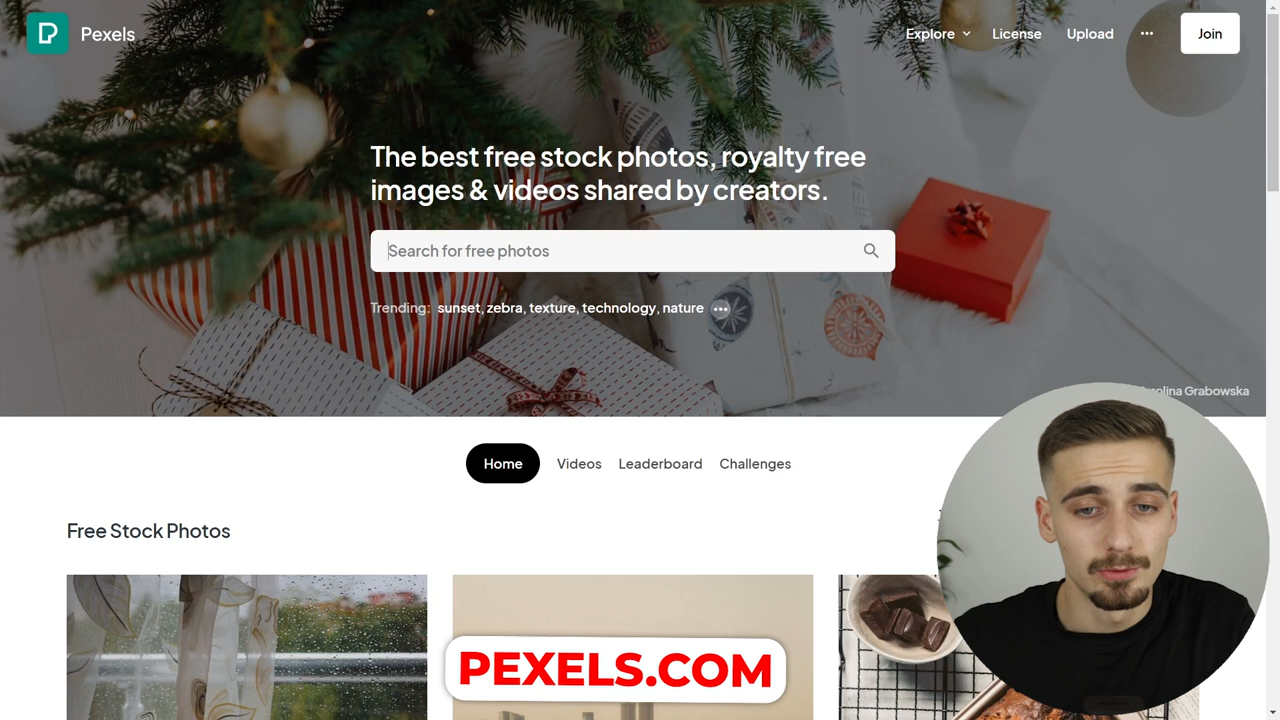 Pexels
Explore
License
Upload
Join
The best free stock photos, royalty free
images & videos shared by creators.
Search for free photos
Trending: sunset, zebra, texture, technology, nature
Grabowska
Home
Videos
Leaderboard
Challenges
Free Stock Photos
PEXELS.COM